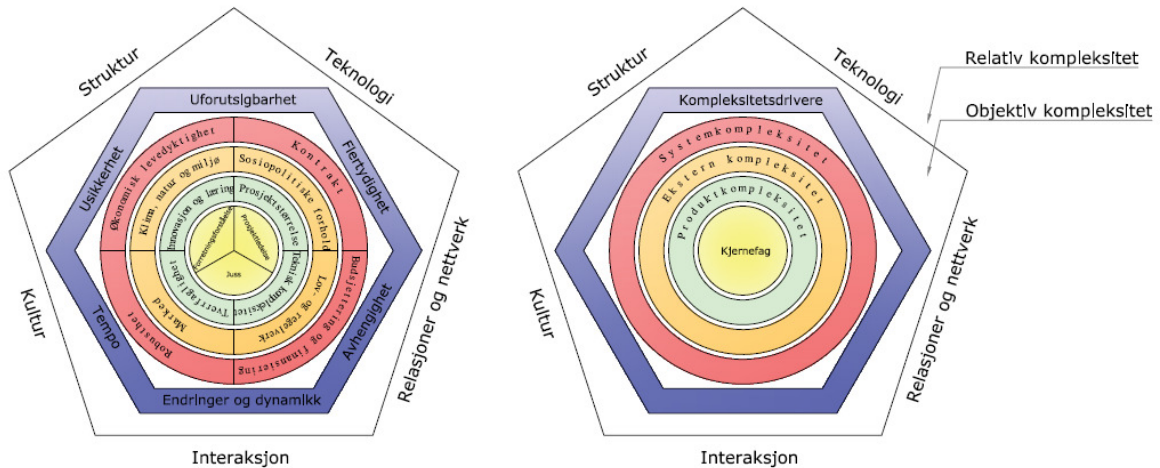 Struktur
Teknologi
Kultur
Relasjoner og nettverk
Interaksjon
Uforutsigbarhet
Flertydighet
Avhengighet
Endringer og dynamikk
Tempo
Usikkerhet
Økonomisk levedyktighet
Kontrakt
Budsjettering og finansiering
Robusthet
Klima, natur og miljø
Sosiopolitiske forhold
Lov- og regelverk
Marked
Innovasjon og læring
Prosjektstørrelse
Teknisk kompleksitet
Tverrfaglighet
Forretningsforståelse
Prosjektledelse
Juss
Struktur
Teknologi
Kultur
Relasjoner og nettverk
Interaksjon
Kompleksitetsdrivere
Systemkompleksitet
Ekstern kompleksitet
Produktkompleksitet
Kjernefag
Relativ kompleksitet
Objektiv kompleksitet